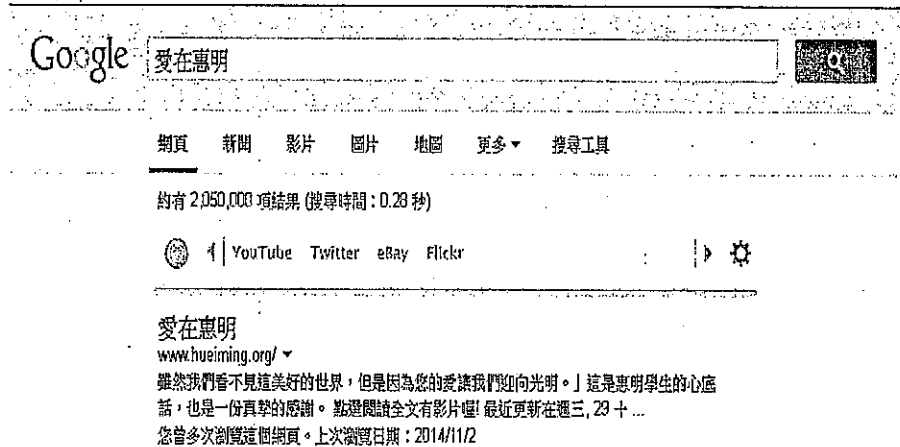 Google 愛在惠明
網頁 新聞 影片 圖片 地圖 更多▼ 搜尋工具
約有 2,050,000 項結果 (搜尋時間：0.28 秒)
YouTube Twitter eBay Flickr
愛在惠明
www.hueiming.org/ ▼
雖然我們看不見這美好的世界，但是因為您的愛讓我們迎向光明。」這是惠明學生的心底
話，也是一份真摯的感謝。 點選閱讀全文有影片喔! 最近更新在週三, 29 十 ...
您曾多次瀏覽這個網頁。上次瀏覽日期：2014/11/2